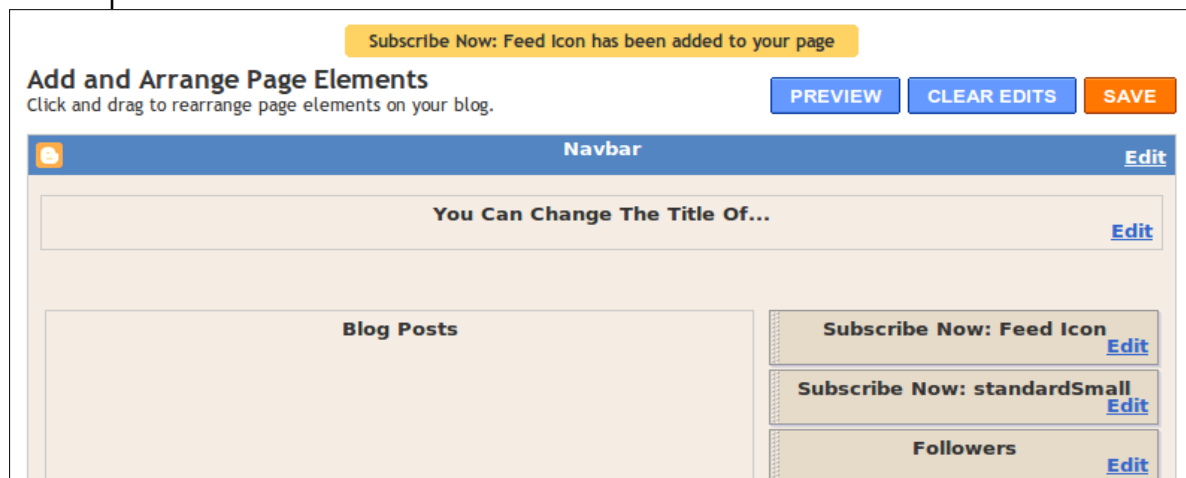 Subscribe Now: Feed Icon has been added to your page
Add and Arrange Page Elements
Click and drag to rearrange page elements on your blog.
PREVIEW
CLEAR EDITS
SAVE
Navbar
Edit
You Can Change The Title Of...
Edit
Blog Posts
Subscribe Now: Feed Icon
Edit
Subscribe Now: standardSmall
Edit
Followers
Edit